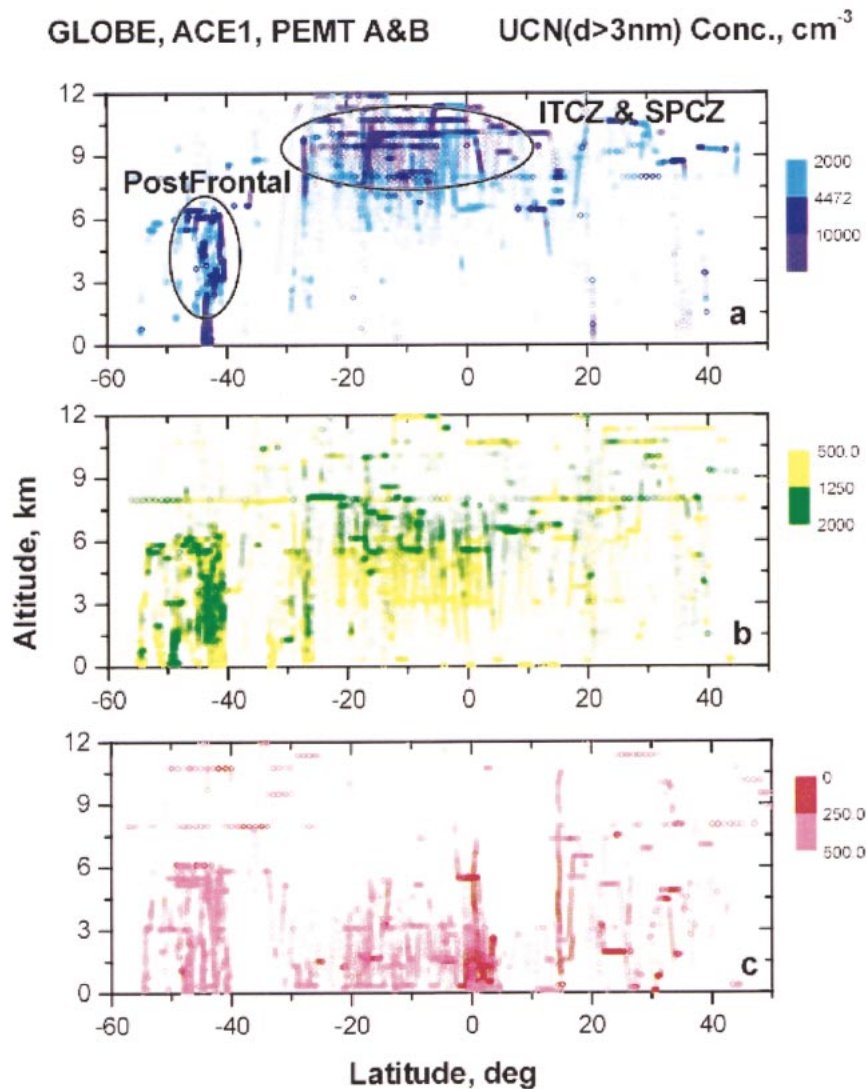 GLOBE, ACE1, PEMT A&B UCN(d>3nm) Conc., cm⁻³
12
9
6
3
0
PostFrontal
ITCZ & SPCZ
a
2000
4472
10000
-60 -40 -20 0 20 40
Altitude, km
12
9
6
3
0
b
500.0
1250
2000
-60 -40 -20 0 20 40
12
9
6
3
0
c
0
250.0
500.0
-60 -40 -20 0 20 40
Latitude, deg